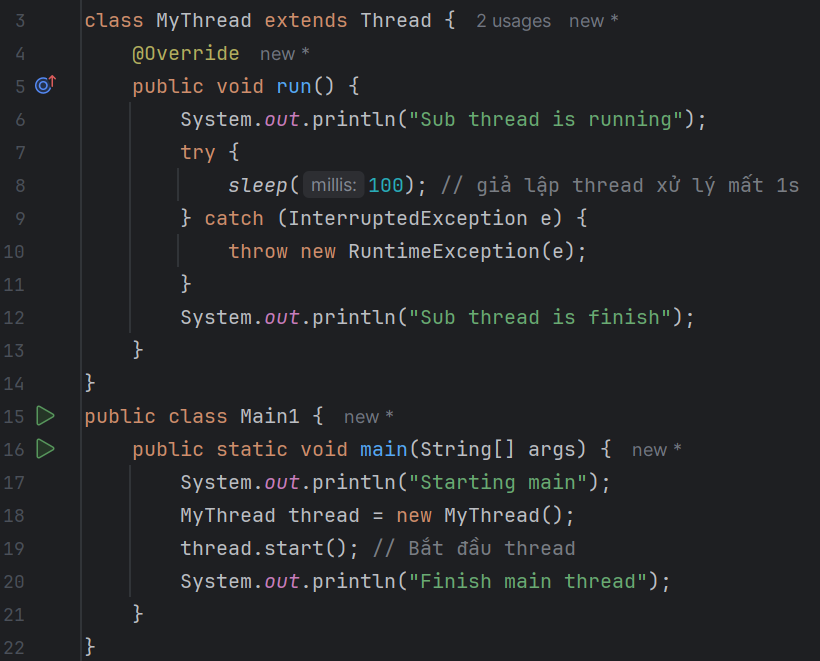 3 class MyThread extends Thread { 2 usages new *
4 @Override new *
5 public void run() {
6 System.out.println("Sub thread is running");
7 try {
8 sleep( millis: 100); // giả lập thread xử lý mất 1s
9 } catch (InterruptedException e) {
10 throw new RuntimeException(e);
11 }
12 System.out.println("Sub thread is finish");
13 }
14 }
15 public class Main1 { new *
16 public static void main(String[] args) { new *
17 System.out.println("Starting main");
18 MyThread thread = new MyThread();
19 thread.start(); // Bắt đầu thread
20 System.out.println("Finish main thread");
21 }
22 }